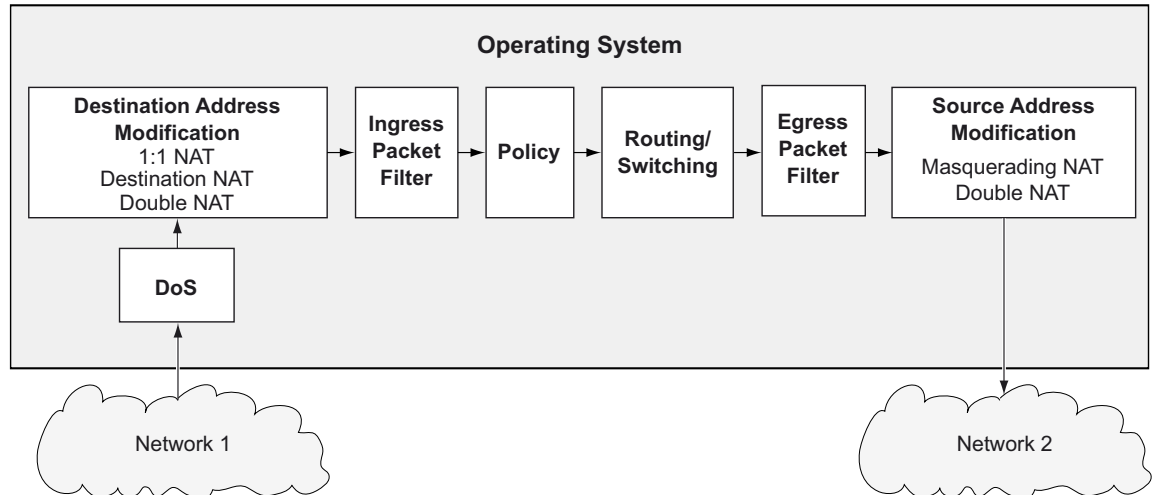 Operating System
Destination Address
Modification
1:1 NAT
Destination NAT
Double NAT
Ingress
Packet
Filter
Policy
Routing/
Switching
Egress
Packet
Filter
Source Address
Modification
Masquerading NAT
Double NAT
DoS
Network 1
Network 2